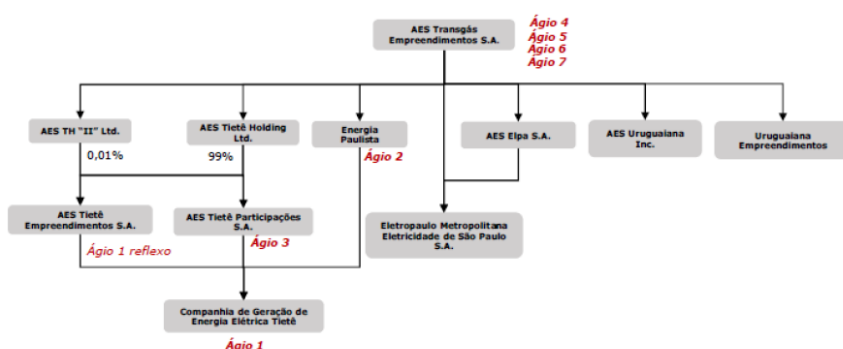 AES Transgás
Empreendimentos S.A.
Ágio 4
Ágio 5
Ágio 6
Ágio 7
AES TH "II" Ltd.
AES Tietê Holding
Ltd.
Energia
Paulista
AES Elpa S.A.
AES Uruguaiana
Inc.
Uruguaiana
Empreendimentos
0,01%
99%
Ágio 2
AES Tietê
Empreendimentos S.A.
AES Tietê Participações
S.A.
Eletropaulo Metropolitana
Eletricidade de São Paulo
S.A.
Ágio 1 reflexo
Ágio 3
Companhia de Geração de
Energia Elétrica Tietê
Ágio 1